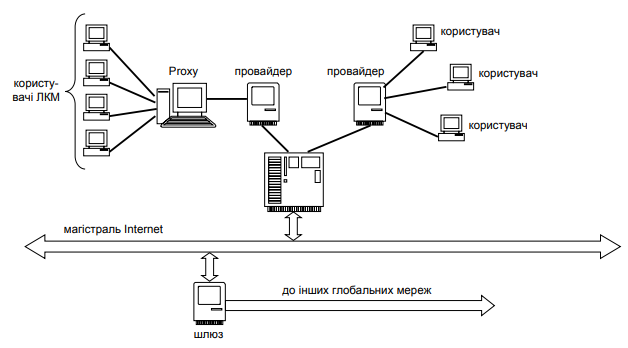 користувач
Proxy
провайдер
провайдер
користувач
користу-
вачі ЛКМ
користувач
магістраль Internet
до інших глобальних мереж
шлюз